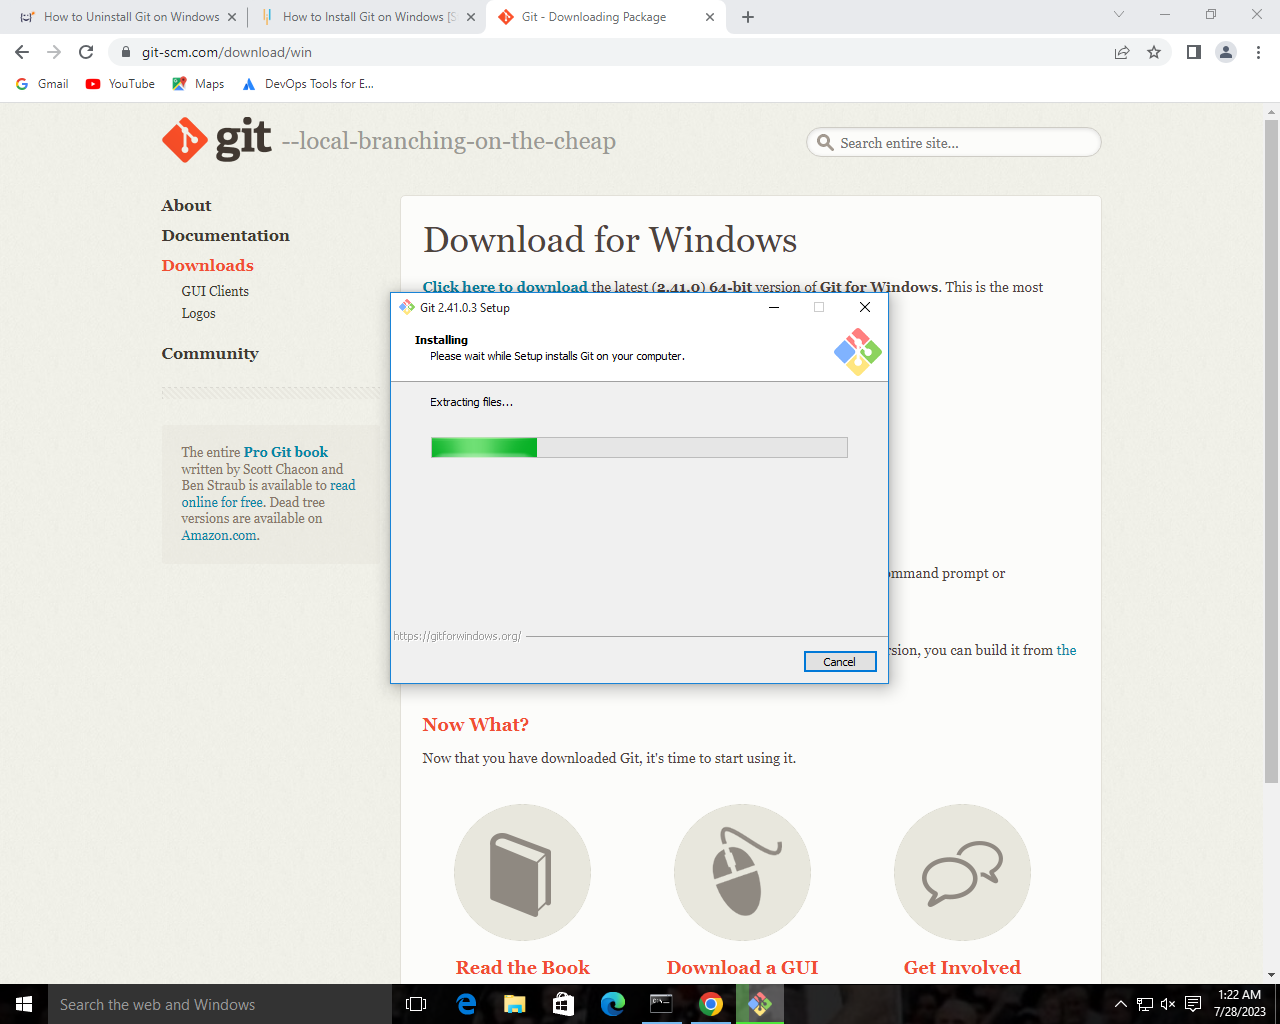 How to Uninstall Git on Windows
How to Install Git on Windows [S
Git - Downloading Package
git-scm.com/download/win
Gmail
YouTube
Maps
DevOps Tools for E...
git --local-branching-on-the-cheap
Search entire site...
About
Documentation
Downloads
GUI Clients
Logos
Community
The entire Pro Git book
written by Scott Chacon and
Ben Straub is available to read
online for free. Dead tree
versions are available on
Amazon.com.
Download for Windows
Click here to download the latest (2.41.0) 64-bit version of Git for Windows. This is the most
Git 2.41.0.3 Setup
Installing
Please wait while Setup installs Git on your computer.
Extracting files...
https://gitforwindows.org/
Cancel
ommand prompt or
rsion, you can build it from the
Now What?
Now that you have downloaded Git, it's time to start using it.
Read the Book
Download a GUI
Get Involved
Search the web and Windows
1:22 AM
7/28/2023